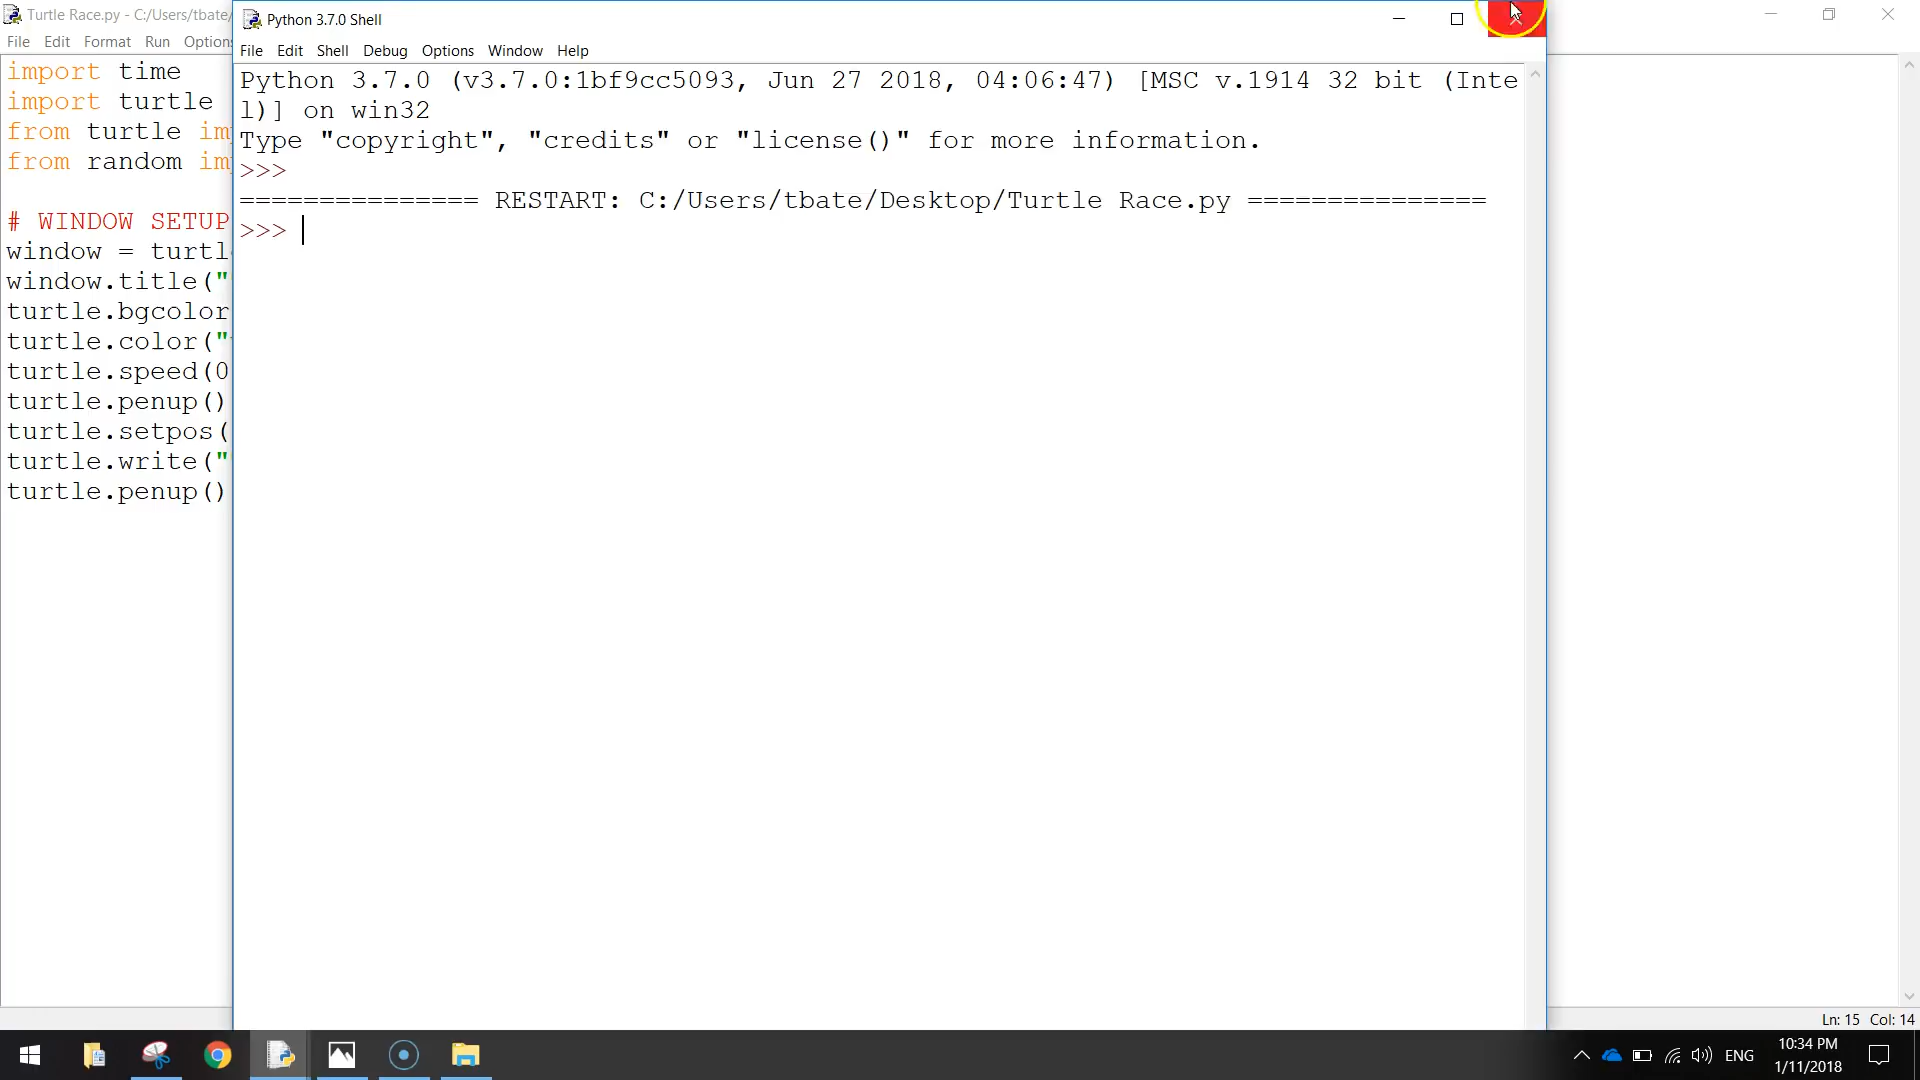 Turtle Race.py - C:/Users/tbate/
File Edit Format Run Options
import time
import turtle
from turtle im
from random im
# WINDOW SETUP
window = turtl
window.title("
turtle.bgcolor
turtle.color("
turtle.speed(0
turtle.penup()
turtle.setpos(
turtle.write("
turtle.penup()
Python 3.7.0 Shell
File Edit Shell Debug Options Window Help
Python 3.7.0 (v3.7.0:1bf9cc5093, Jun 27 2018, 04:06:47) [MSC v.1914 32 bit (Inte
l)] on win32
Type "copyright", "credits" or "license()" for more information.
>>>
=============== RESTART: C:/Users/tbate/Desktop/Turtle Race.py ===============
>>>
Ln: 15 Col: 14
ENG
10:34 PM
1/11/2018